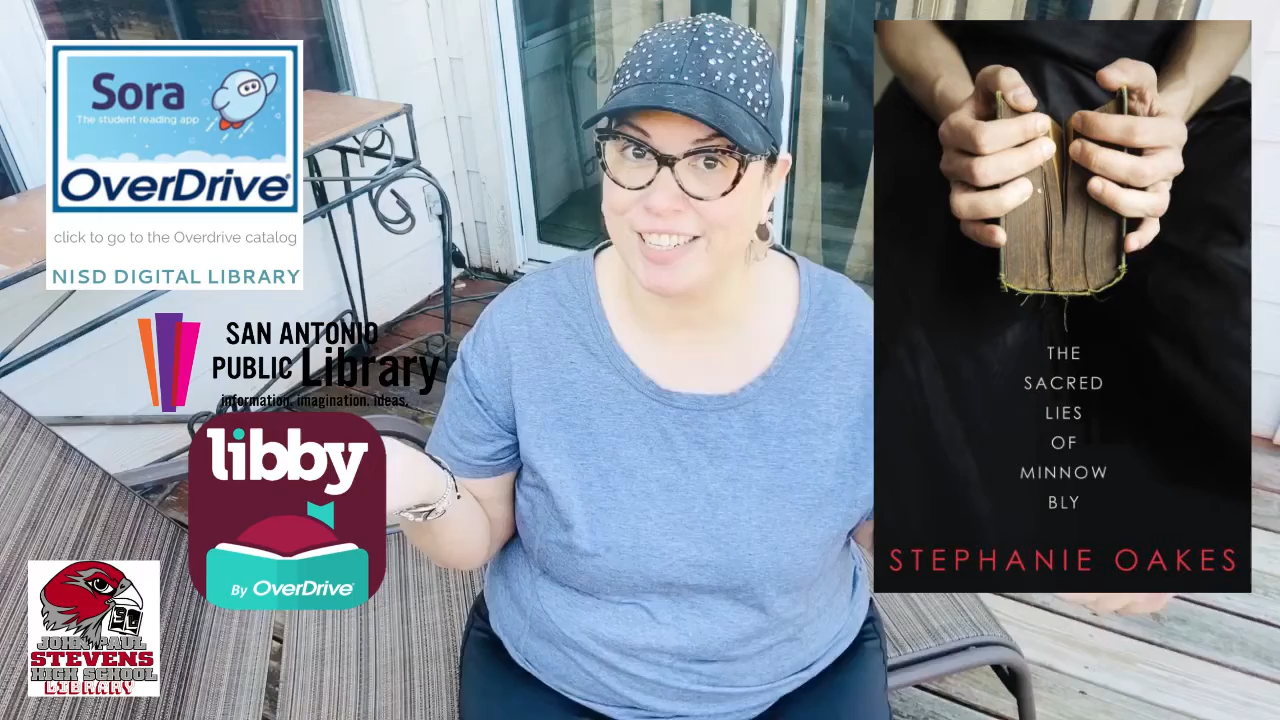 Sora
The student reading app
OverDrive
click to go to the Overdrive catalog
NISD DIGITAL LIBRARY
SAN ANTONIO
PUBLIC Library
information. imagination. ideas.
libby
By OverDrive
JOHN PAUL
STEVENS
HIGH SCHOOL
LIBRARY
THE
SACRED
LIES
OF
MINNOW
BLY
STEPHANIE OAKES